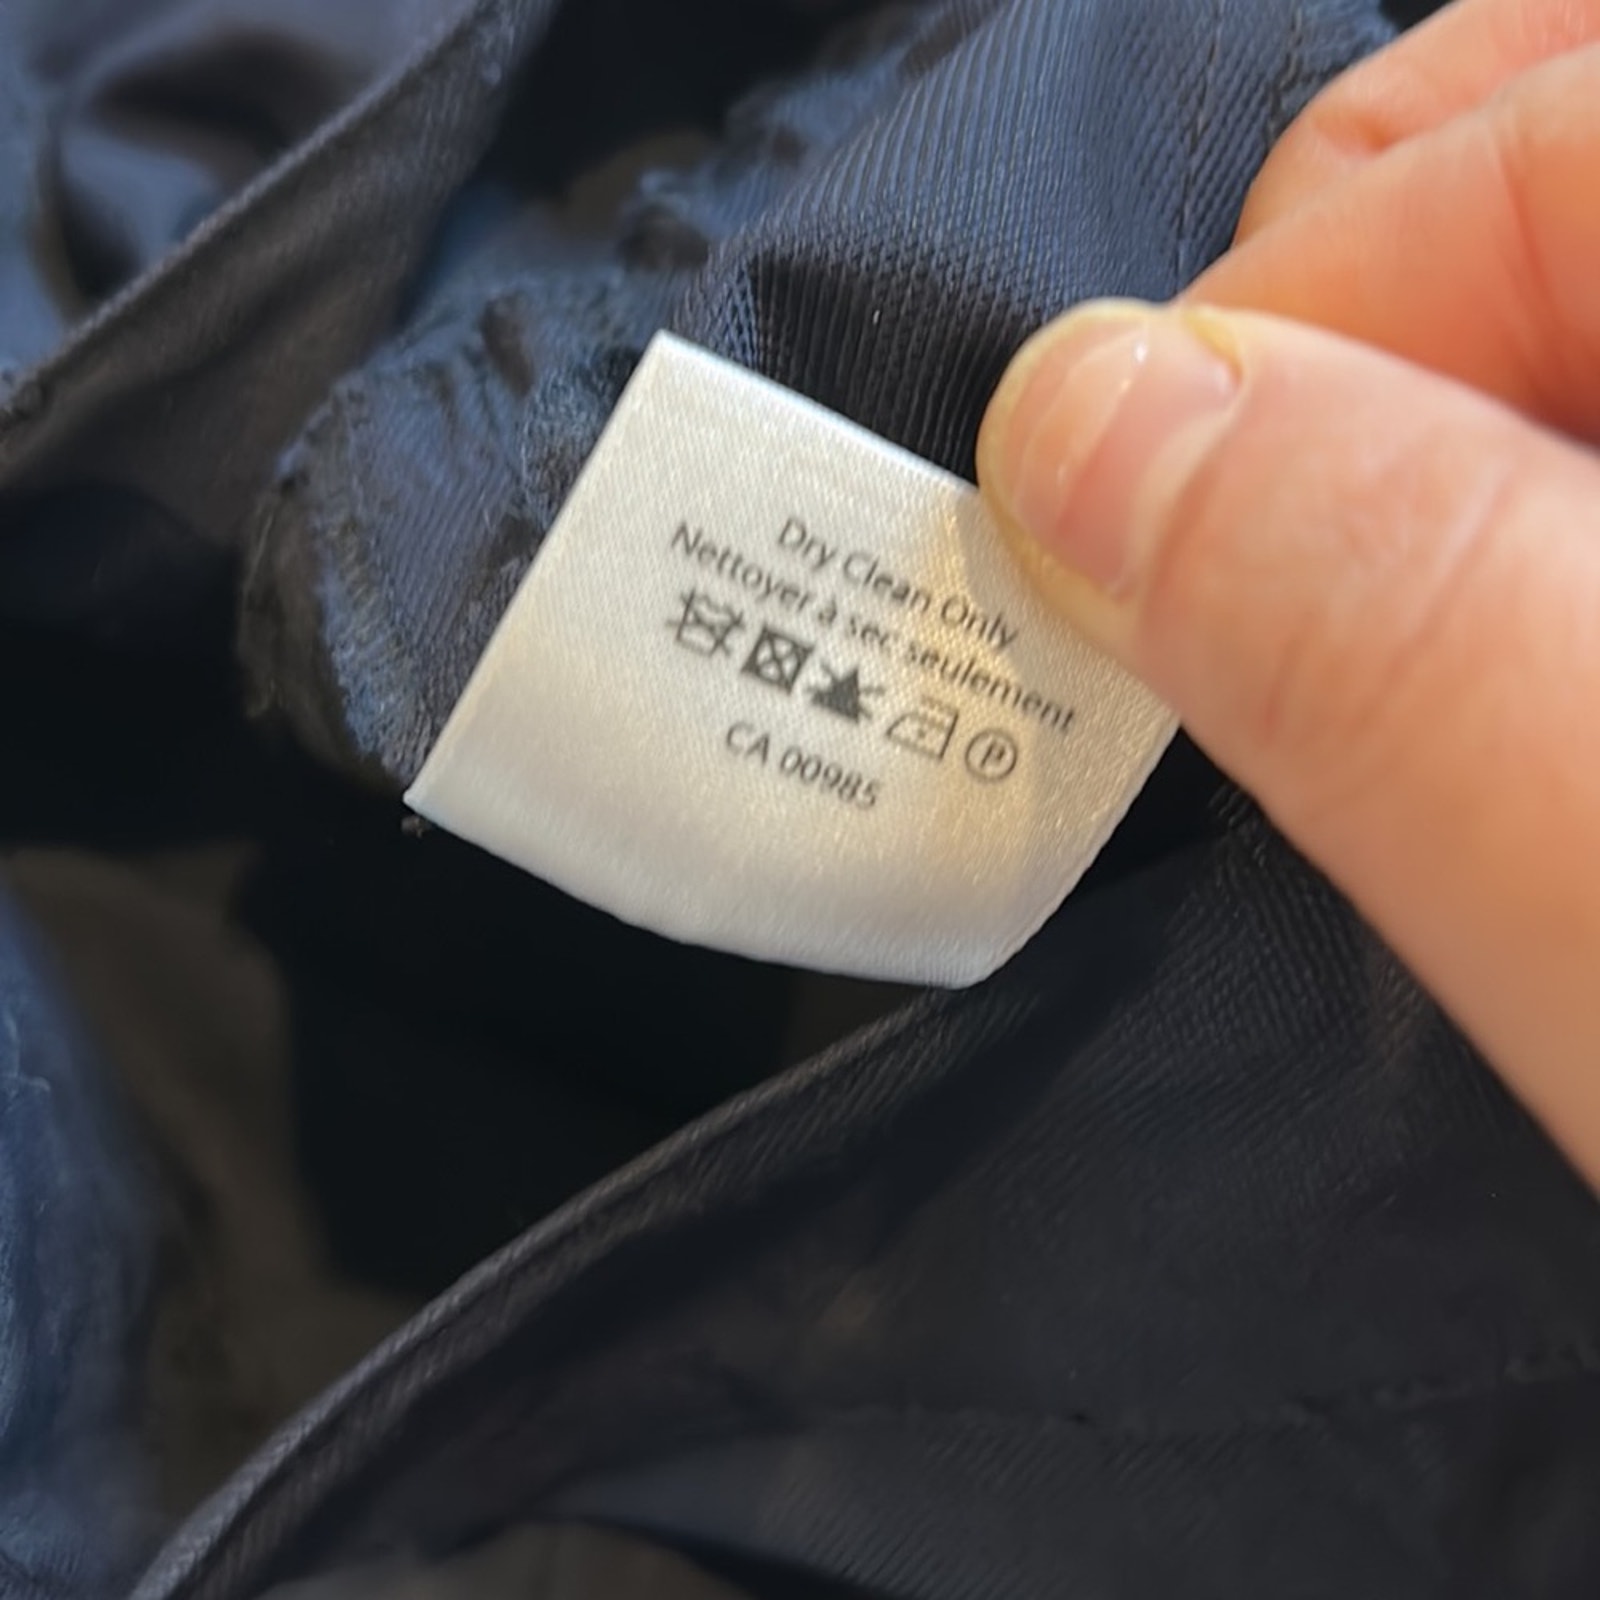 Dry Clean Only
Nettoyer à sec seulement
P
CA 00985